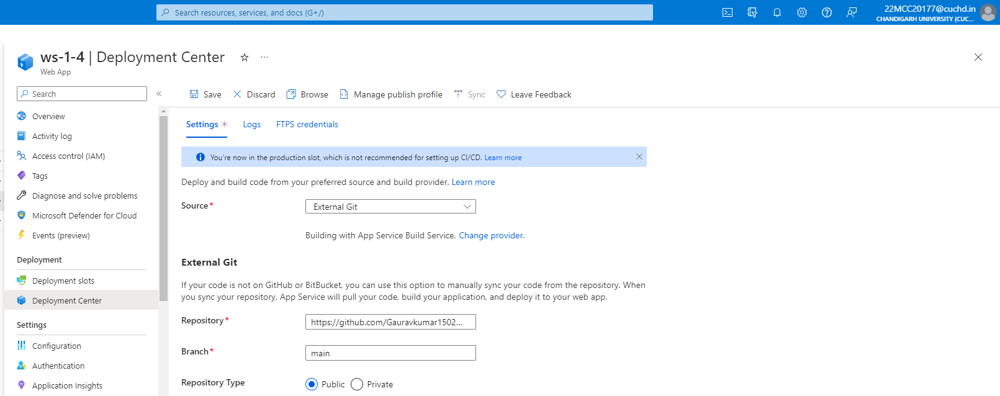 Search resources, services, and docs (G+/)
22MCC20177@cuchd.in
CHANDIGARH UNIVERSITY (CUC...
ws-1-4 | Deployment Center
Web App
Search
Save
Discard
Browse
Manage publish profile
Sync
Leave Feedback
Overview
Activity log
Access control (IAM)
Tags
Diagnose and solve problems
Microsoft Defender for Cloud
Events (preview)
Deployment
Deployment slots
Deployment Center
Settings
Configuration
Authentication
Application Insights
Settings *
Logs
FTPS credentials
You're now in the production slot, which is not recommended for setting up CI/CD. Learn more
Deploy and build code from your preferred source and build provider. Learn more
Source*
External Git
Building with App Service Build Service. Change provider.
External Git
If your code is not on GitHub or BitBucket, you can use this option to manually sync your code from the repository. When
you sync your repository, App Service will pull your code, build your application, and deploy it to your web app.
Repository*
https://github.com/Gauravkumar1502...
Branch*
main
Repository Type
Public
Private